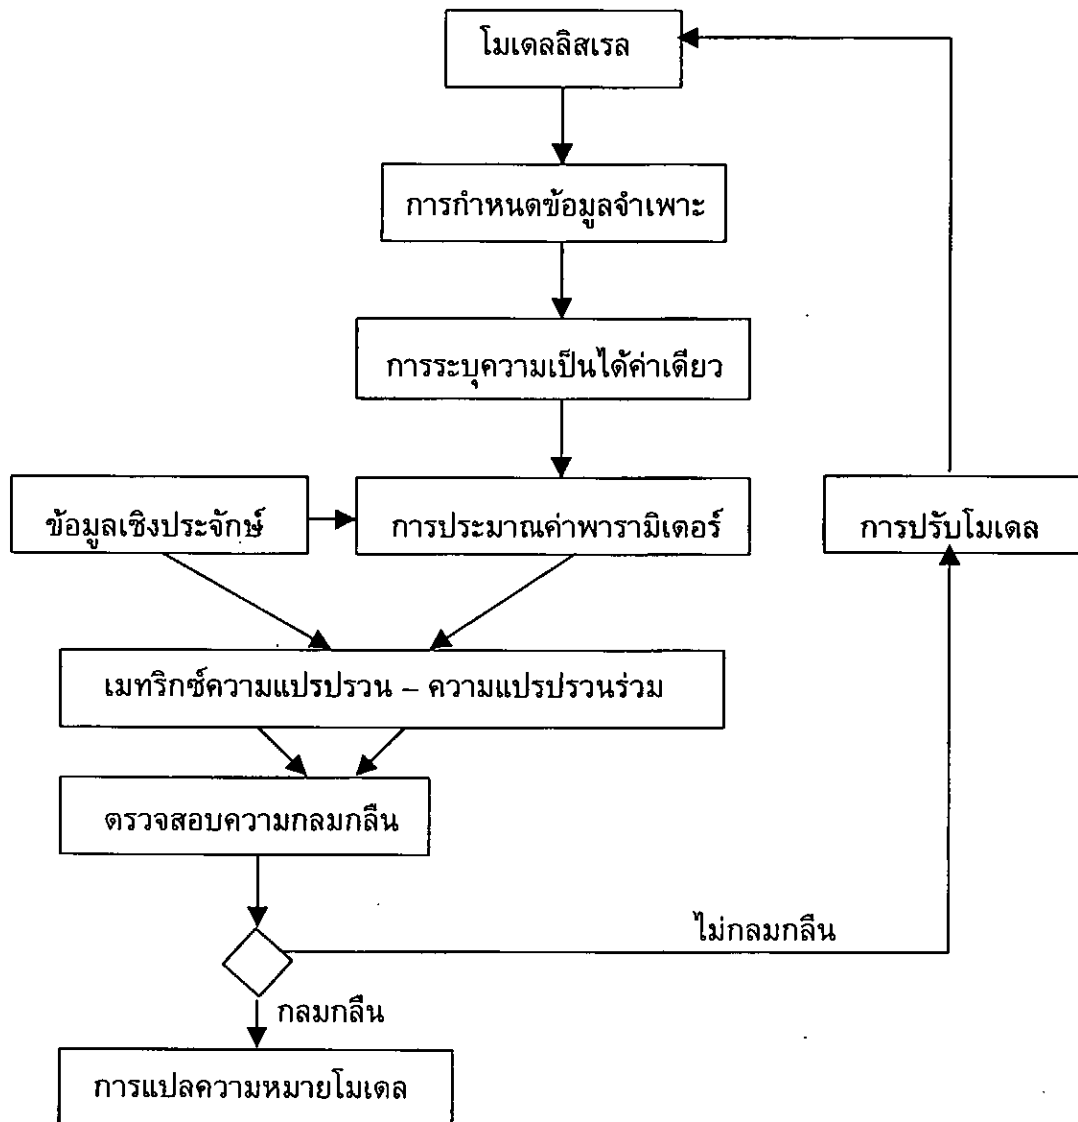 โมเดลลิสเรล
การกำหนดข้อมูลจำเพาะ
การระบุความเป็นได้ค่าเดียว
ข้อมูลเชิงประจักษ์
การประมาณค่าพารามิเตอร์
การปรับโมเดล
เมทริกซ์ความแปรปรวน – ความแปรปรวนร่วม
ตรวจสอบความกลมกลืน
ไม่กลมกลืน
กลมกลืน
การแปลความหมายโมเดล